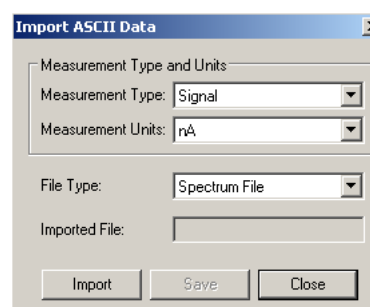 Import ASCII Data
Measurement Type and Units
Measurement Type: Signal
Measurement Units: nA
File Type: Spectrum File
Imported File:
Import Save Close